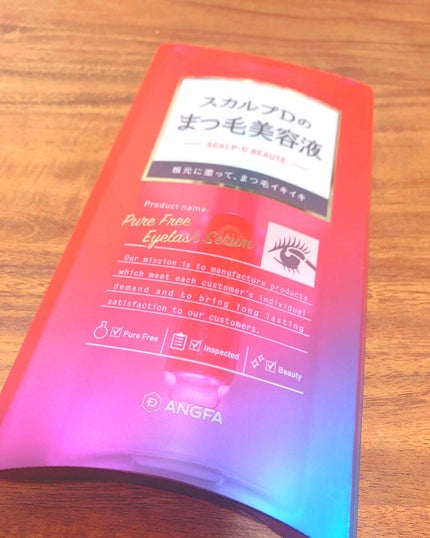 スカルプDの
まつ毛美容液
SCALP-D BEAUTÉ
根元に塗って、まつ毛イキイキ
Product name.
Pure Free
Eyelash Serum
Our mission is to manufacture products
which meet each customer's individual
demand and to bring long lasting
satisfaction to our customers.
Pure Free
Inspected
Beauty
ANGFA